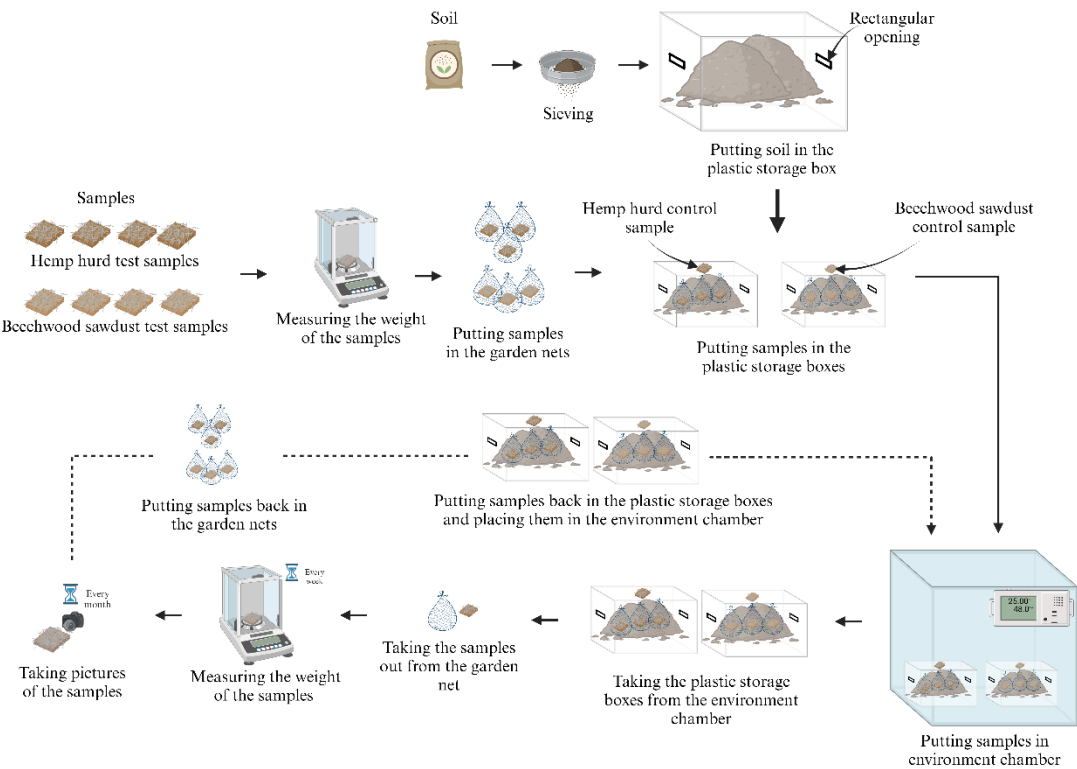 Soil
Rectangular
opening
Sieving
Putting soil in the
plastic storage box
Samples
Hemp hurd test samples
Beechwood sawdust test samples
Measuring the weight
of the samples
Putting samples
in the garden nets
Hemp hurd control
sample
Beechwood sawdust
control sample
Putting samples in the
plastic storage boxes
Putting samples back in
the garden nets
Putting samples back in the plastic storage boxes
and placing them in the environment chamber
25.00
48.0
Putting samples in
environment chamber
Taking the plastic storage
boxes from the environment
chamber
Taking the samples
out from the garden
net
Every
week
Measuring the weight
of the samples
Every
month
Taking pictures
of the samples